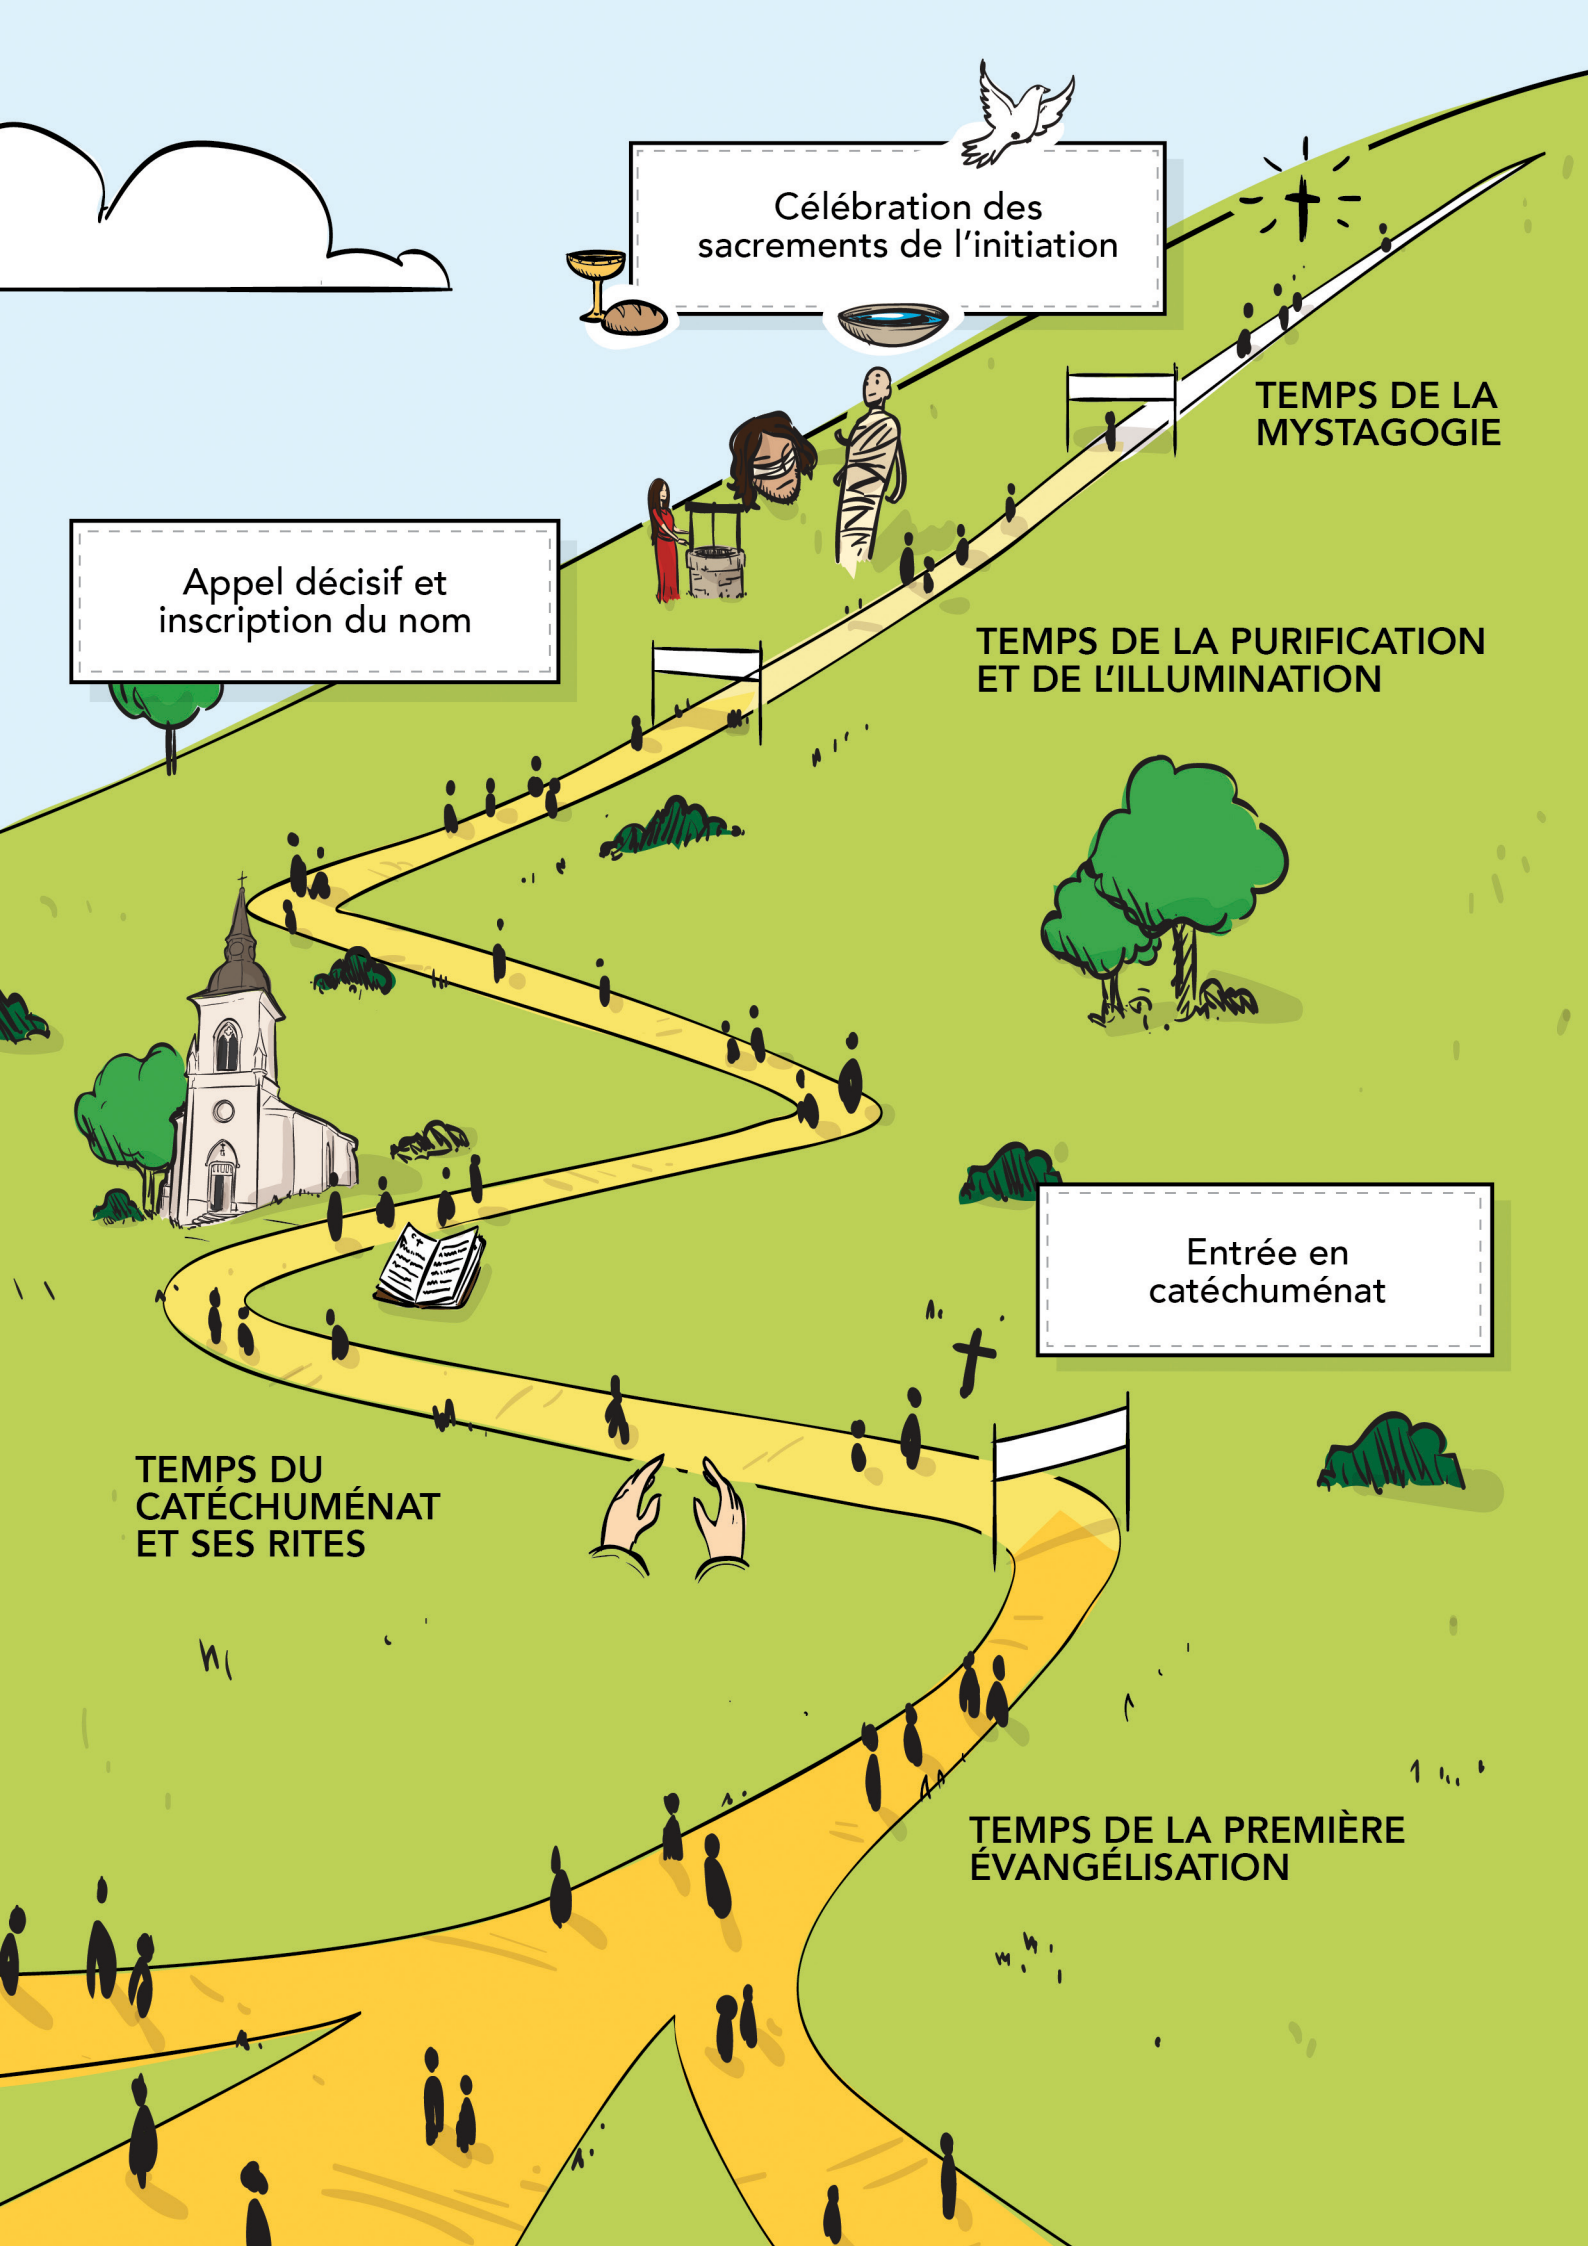 Célébration des
sacrements de l’initiation
TEMPS DE LA
MYSTAGOGIE
Appel décisif et
inscription du nom
TEMPS DE LA PURIFICATION
ET DE L’ILLUMINATION
Entrée en
catéchuménat
TEMPS DU
CATÉCHUMÉNAT
ET SES RITES
TEMPS DE LA PREMIÈRE
ÉVANGÉLISATION